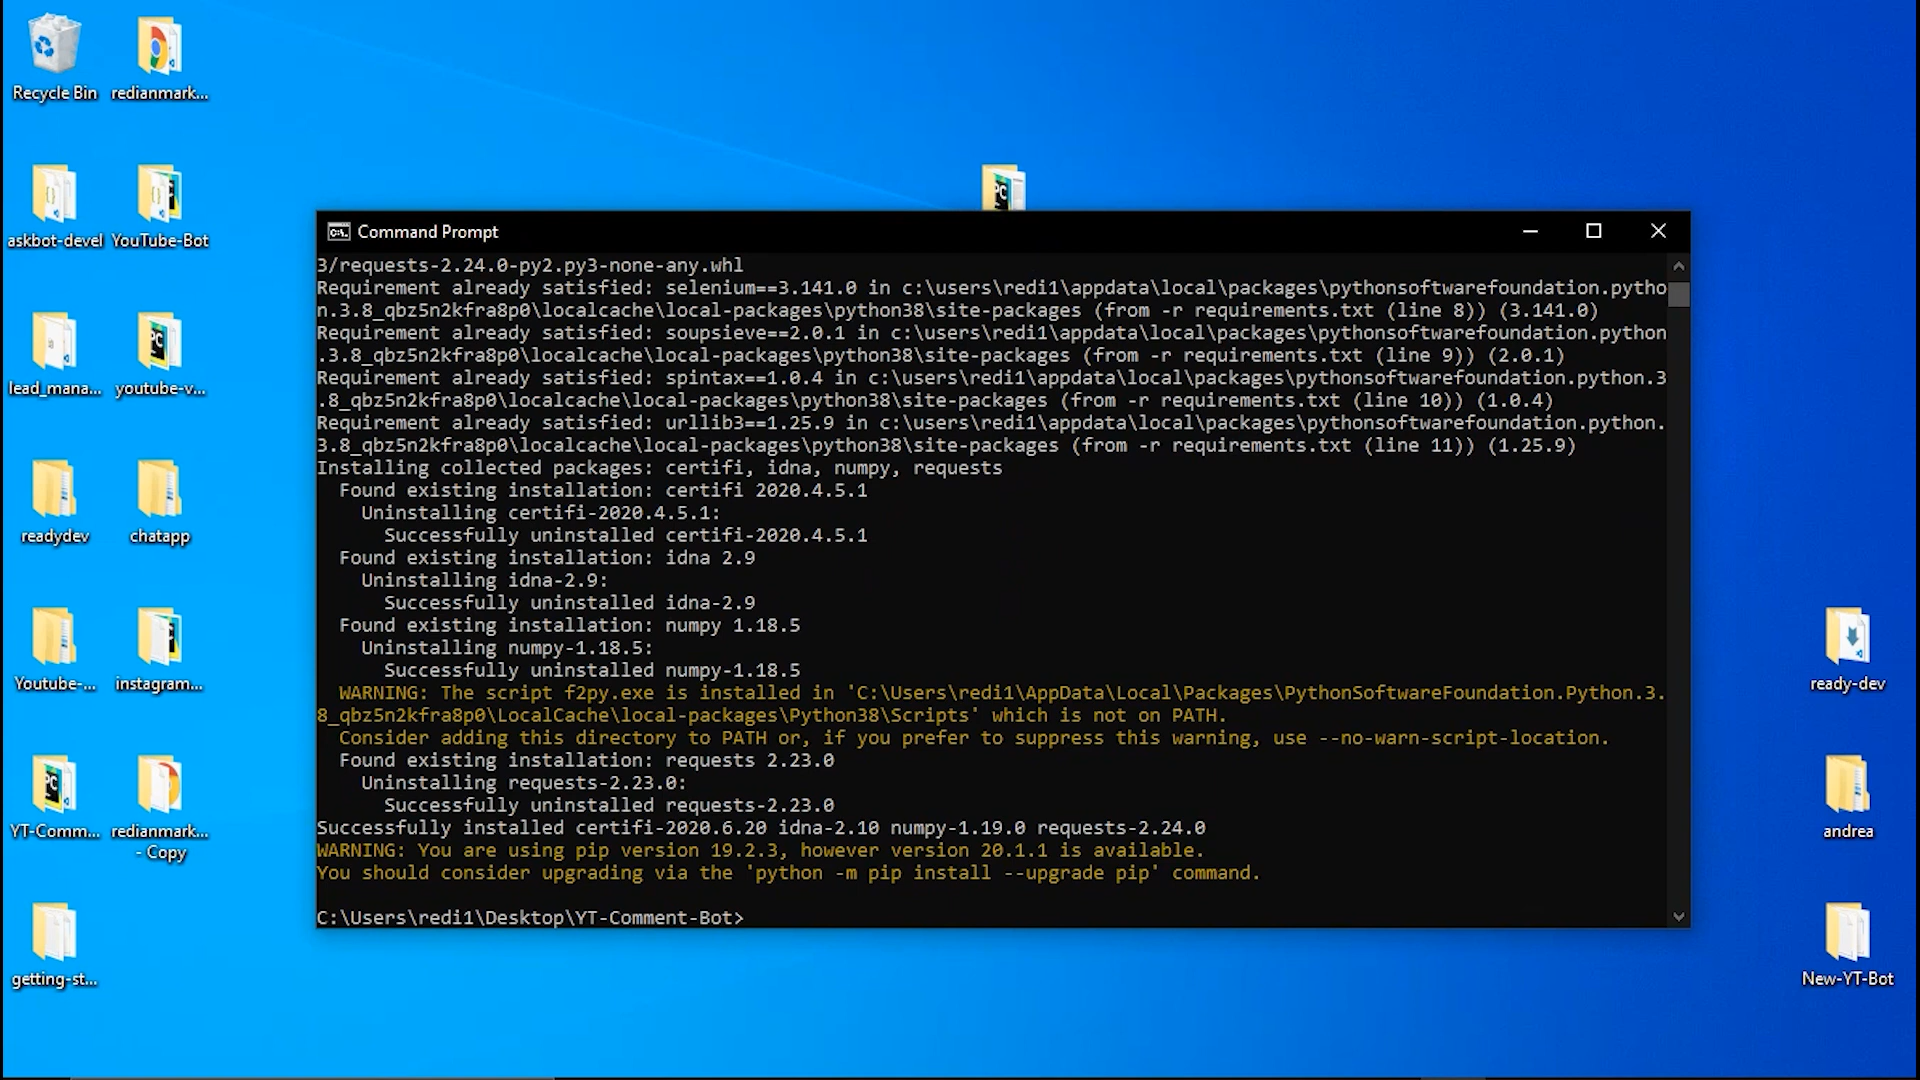 Recycle Bin
redianmark...
askbot-devel
YouTube-Bot
lead_mana...
youtube-v...
readydev
chatapp
Youtube-...
instagram...
YT-Comm...
redianmark...
- Copy
getting-st...
Command Prompt
3/requests-2.24.0-py2.py3-none-any.whl
Requirement already satisfied: selenium==3.141.0 in c:\users\redi1\appdata\local\packages\pythonsoftwarefoundation.pytho
n.3.8_qbz5n2kfra8p0\localcache\local-packages\python38\site-packages (from -r requirements.txt (line 8)) (3.141.0)
Requirement already satisfied: soupsieve==2.0.1 in c:\users\redi1\appdata\local\packages\pythonsoftwarefoundation.python
.3.8_qbz5n2kfra8p0\localcache\local-packages\python38\site-packages (from -r requirements.txt (line 9)) (2.0.1)
Requirement already satisfied: spintax==1.0.4 in c:\users\redi1\appdata\local\packages\pythonsoftwarefoundation.python.3
.8_qbz5n2kfra8p0\localcache\local-packages\python38\site-packages (from -r requirements.txt (line 10)) (1.0.4)
Requirement already satisfied: urllib3==1.25.9 in c:\users\redi1\appdata\local\packages\pythonsoftwarefoundation.python.
3.8_qbz5n2kfra8p0\localcache\local-packages\python38\site-packages (from -r requirements.txt (line 11)) (1.25.9)
Installing collected packages: certifi, idna, numpy, requests
  Found existing installation: certifi 2020.4.5.1
    Uninstalling certifi-2020.4.5.1:
      Successfully uninstalled certifi-2020.4.5.1
  Found existing installation: idna 2.9
    Uninstalling idna-2.9:
      Successfully uninstalled idna-2.9
  Found existing installation: numpy 1.18.5
    Uninstalling numpy-1.18.5:
      Successfully uninstalled numpy-1.18.5
  WARNING: The script f2py.exe is installed in 'C:\Users\redi1\AppData\Local\Packages\PythonSoftwareFoundation.Python.3.
8_qbz5n2kfra8p0\LocalCache\local-packages\Python38\Scripts' which is not on PATH.
  Consider adding this directory to PATH or, if you prefer to suppress this warning, use --no-warn-script-location.
  Found existing installation: requests 2.23.0
    Uninstalling requests-2.23.0:
      Successfully uninstalled requests-2.23.0
Successfully installed certifi-2020.6.20 idna-2.10 numpy-1.19.0 requests-2.24.0
WARNING: You are using pip version 19.2.3, however version 20.1.1 is available.
You should consider upgrading via the 'python -m pip install --upgrade pip' command.
C:\Users\redi1\Desktop\YT-Comment-Bot>
ready-dev
andrea
New-YT-Bot